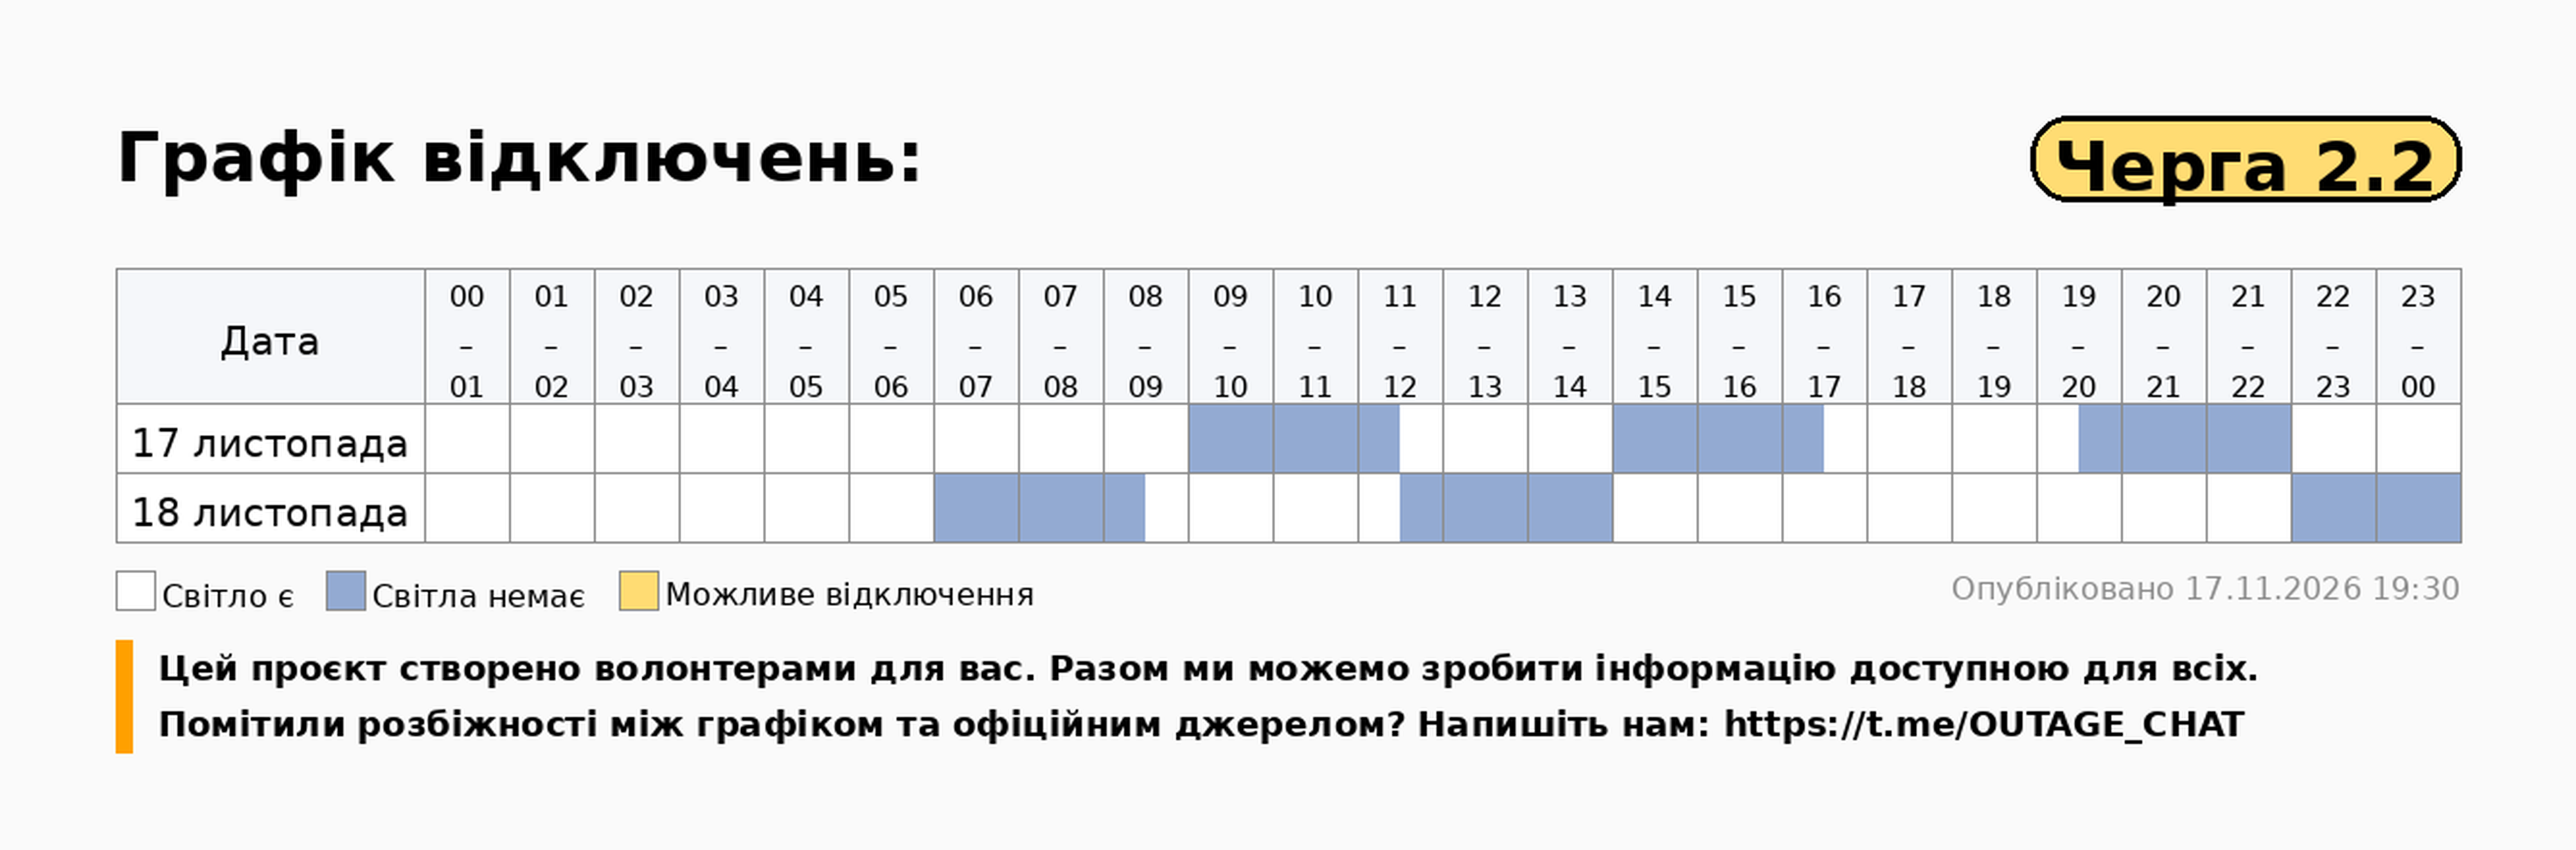 Графік відключень:
Черга 2.2
Дата
00 – 01
01 – 02
02 – 03
03 – 04
04 – 05
05 – 06
06 – 07
07 – 08
08 – 09
09 – 10
10 – 11
11 – 12
12 – 13
13 – 14
14 – 15
15 – 16
16 – 17
17 – 18
18 – 19
19 – 20
20 – 21
21 – 22
22 – 23
23 – 00
17 листопада
18 листопада
Світло є
Світла немає
Можливе відключення
Опубліковано 17.11.2026 19:30
Цей проєкт створено волонтерами для вас. Разом ми можемо зробити інформацію доступною для всіх.
Помітили розбіжності між графіком та офіційним джерелом? Напишіть нам: https://t.me/OUTAGE_CHAT